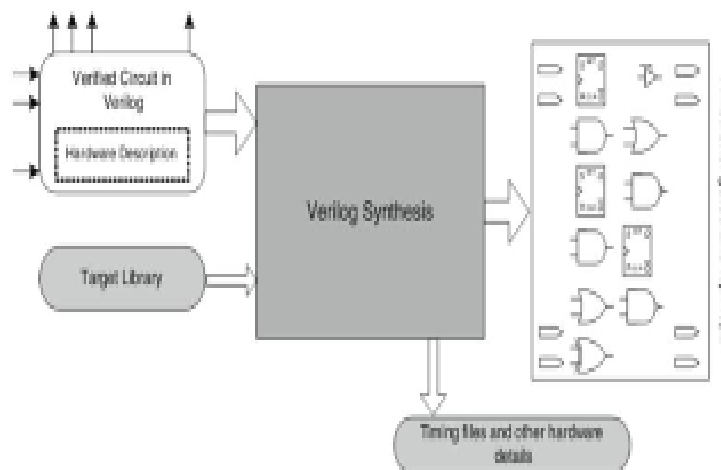 Verified Circuit in
Verilog
Hardware Description
Verilog Synthesis
Target Library
Timing files and other hardware
details